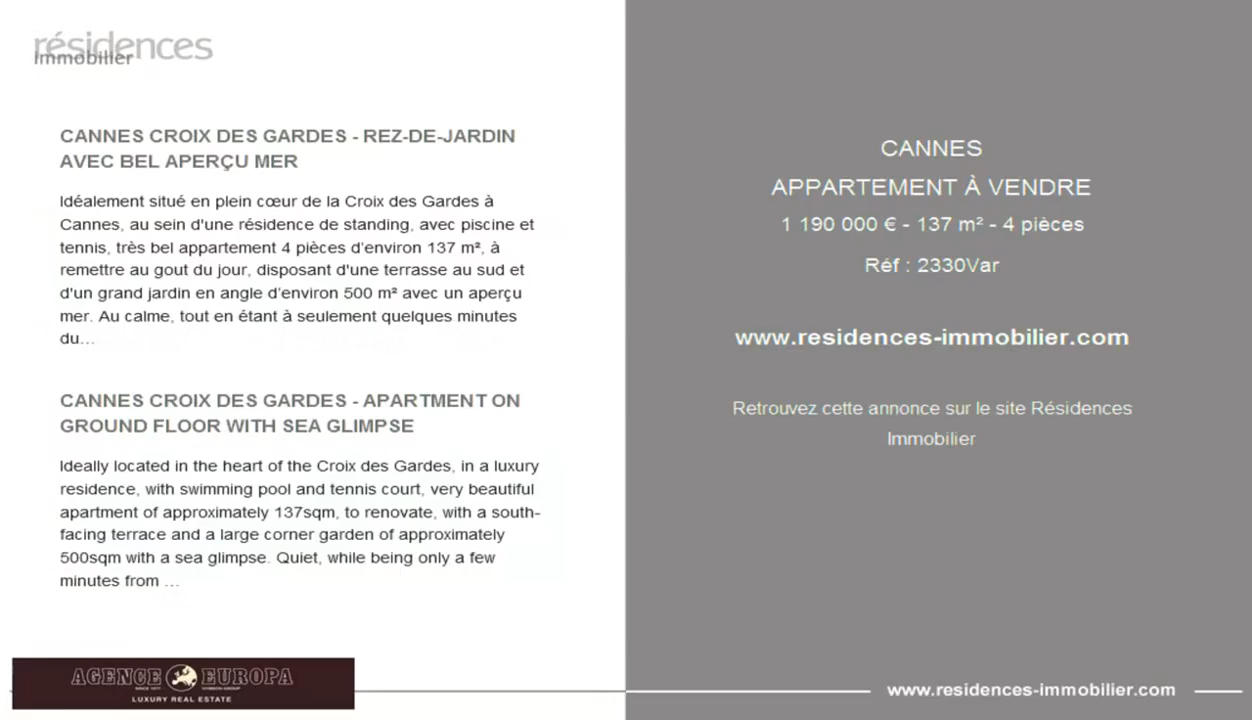 résidences
Immobilier
CANNES CROIX DES GARDES - REZ-DE-JARDIN
AVEC BEL APERÇU MER
Idéalement situé en plein cœur de la Croix des Gardes à
Cannes, au sein d'une résidence de standing, avec piscine et
tennis, très bel appartement 4 pièces d’environ 137 m², à
remettre au gout du jour, disposant d'une terrasse au sud et
d'un grand jardin en angle d’environ 500 m² avec un aperçu
mer. Au calme, tout en étant à seulement quelques minutes
du…
CANNES CROIX DES GARDES - APARTMENT ON
GROUND FLOOR WITH SEA GLIMPSE
Ideally located in the heart of the Croix des Gardes, in a luxury
residence, with swimming pool and tennis court, very beautiful
apartment of approximately 137sqm, to renovate, with a south-
facing terrace and a large corner garden of approximately
500sqm with a sea glimpse. Quiet, while being only a few
minutes from …
AGENCE EUROPA
LUXURY REAL ESTATE
CANNES
APPARTEMENT À VENDRE
1 190 000 € - 137 m² - 4 pièces
Réf : 2330Var
www.residences-immobilier.com
Retrouvez cette annonce sur le site Résidences
Immobilier
www.residences-immobilier.com